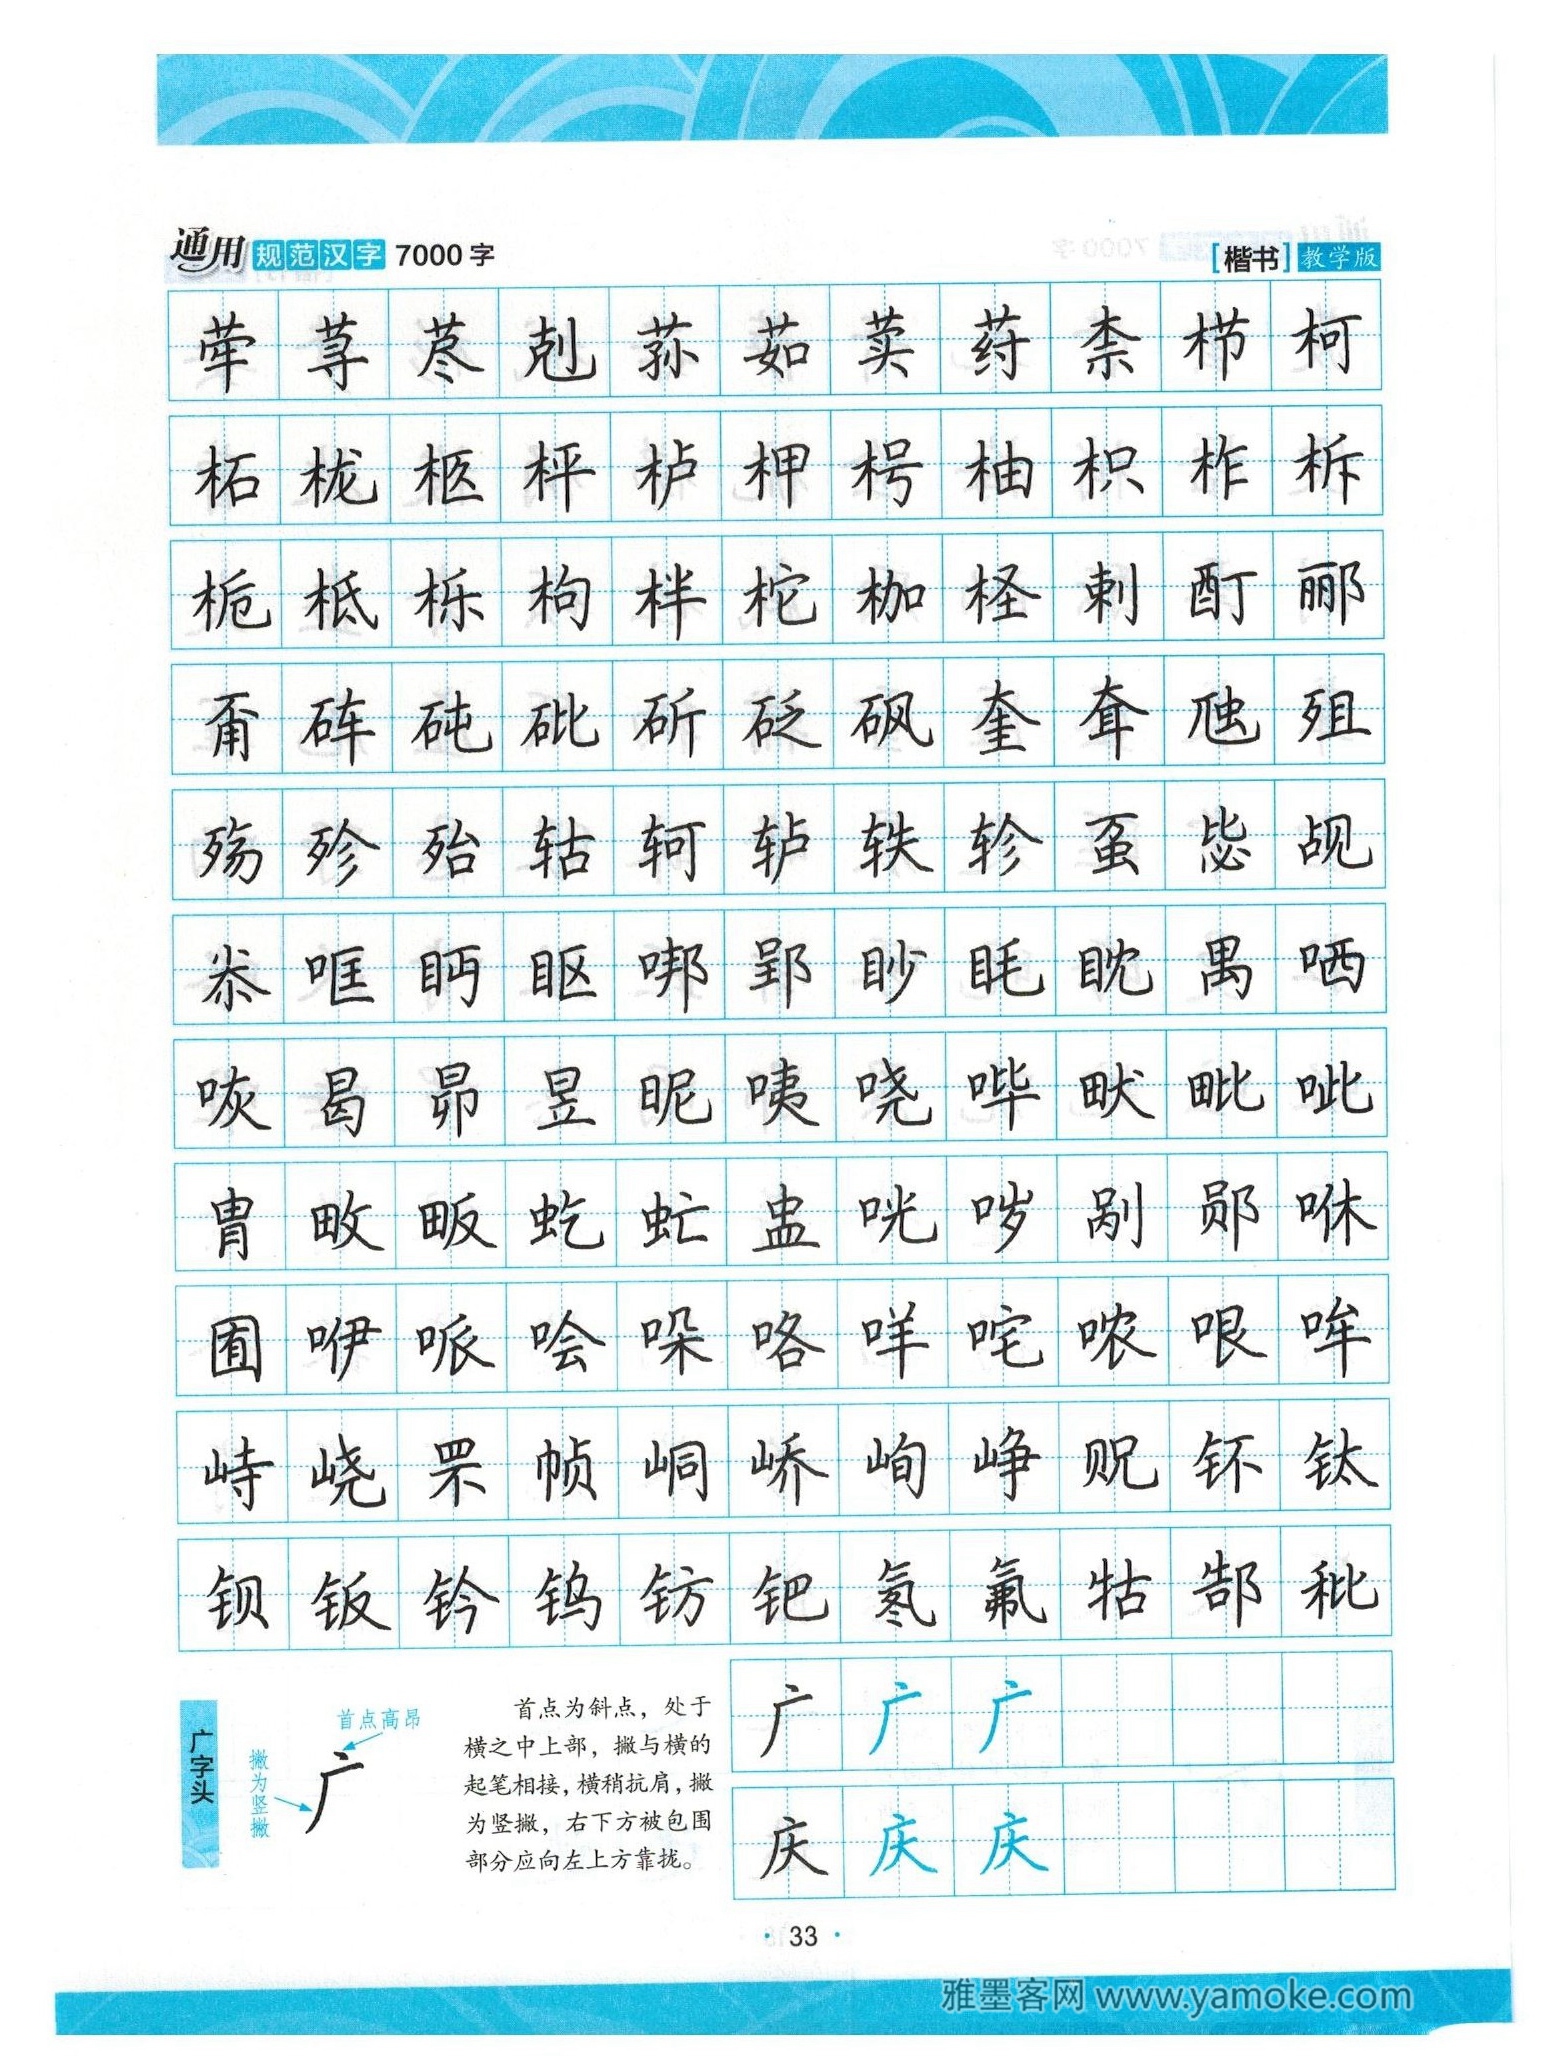 通用规范汉字7000字 [楷书]教学版
荦 荨 荩 剋 荪 茹 荬 荮 柰 栉 柯
柘 栊 柩 枰 栌 柙 枵 柚 枳 柞 柝
栀 柢 栎 枸 柈 柁 枷 柽 剌 酊 郦
甭 砗 砘 砒 斫 砭 砜 奎 耷 虺 殂
殇 殄 殆 轱 轲 轳 轶 轸 虿 毖 觇
尜 哐 眄 眍 哪 郢 眇 眊 眈 禺 哂
咴 曷 昴 昱 昵 咦 哓 哔 畎 毗 呲
胄 畋 畈 虼 虻 盅 咣 哕 剐 郧 咻
囿 咿 哌 哙 哚 咯 咩 咤 哝 哏 哞
峙 峣 罘 帧 峒 峤 峋 峥 贶 钚 钛
钡 钣 钤 钨 钫 钯 氡 氟 牯 郜 秕
广 广 广
庆 庆 庆
广字头
首点高昂
撇为竖撇
广
首点为斜点，处于
横之中上部，撇与横的
起笔相接，横稍抗肩，撇
为竖撇，右下方被包围
部分应向左上方靠拢。
· 33 ·
雅墨客网 www.yamoke.com